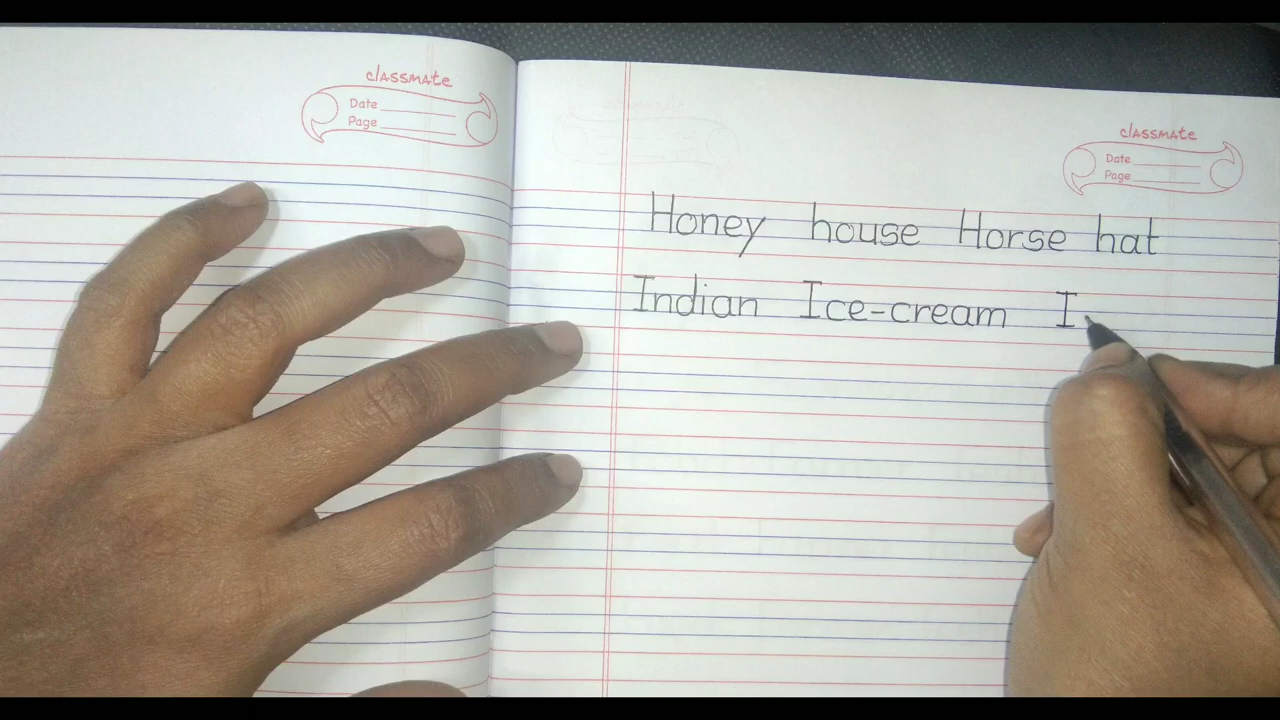 classmate
Date
Page
classmate
Date
Page
Honey house Horse hat
Indian Ice-cream I